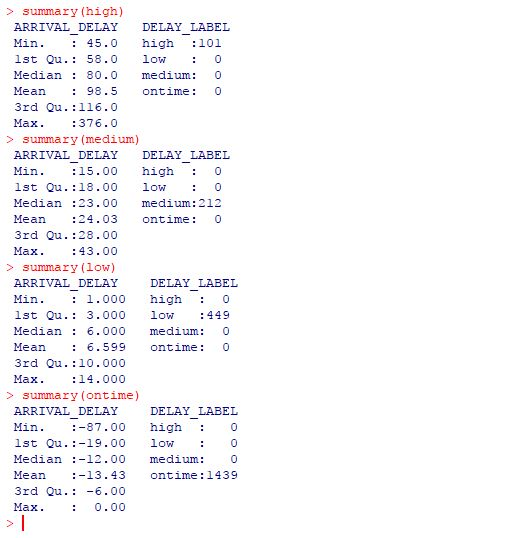 > summary(high)
ARRIVAL_DELAY   DELAY_LABEL
Min.   : 45.0   high  :101
1st Qu.: 58.0   low   :  0
Median : 80.0   medium:  0
Mean   : 98.5   ontime:  0
3rd Qu.:116.0
Max.   :376.0
> summary(medium)
ARRIVAL_DELAY   DELAY_LABEL
Min.   :15.00   high  :  0
1st Qu.:18.00   low   :  0
Median :23.00   medium:212
Mean   :24.03   ontime:  0
3rd Qu.:28.00
Max.   :43.00
> summary(low)
ARRIVAL_DELAY    DELAY_LABEL
Min.   : 1.000   high  :  0
1st Qu.: 3.000   low   :449
Median : 6.000   medium:  0
Mean   : 6.599   ontime:  0
3rd Qu.:10.000
Max.   :14.000
> summary(ontime)
ARRIVAL_DELAY    DELAY_LABEL
Min.   :-87.00   high  :   0
1st Qu.:-19.00   low   :   0
Median :-12.00   medium:   0
Mean   :-13.43   ontime:1439
3rd Qu.: -6.00
Max.   :  0.00
>